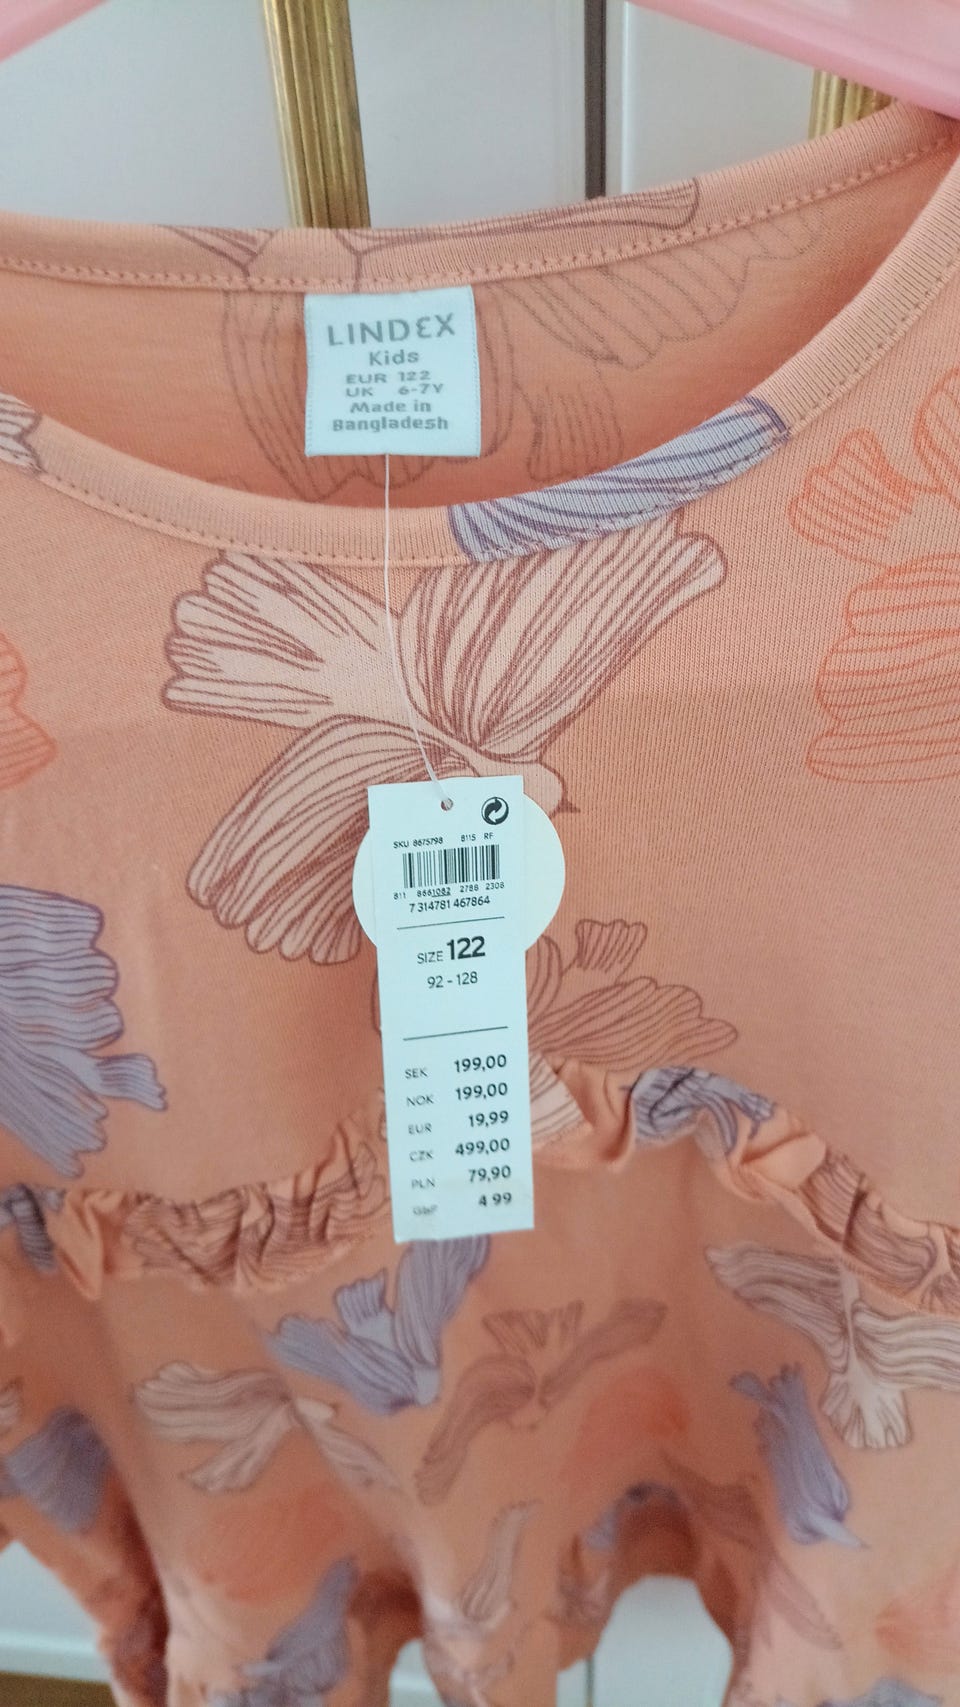 LINDEX
Kids
EUR 122
UK 6-7Y
Made in
Bangladesh
SKU 8675798 8115 RF
811 8661082 2788 2308
7 314781 467864
SIZE 122
92 - 128
SEK 199,00
NOK 199,00
EUR 19,99
CZK 499,00
PLN 79,90
GBP 4 99